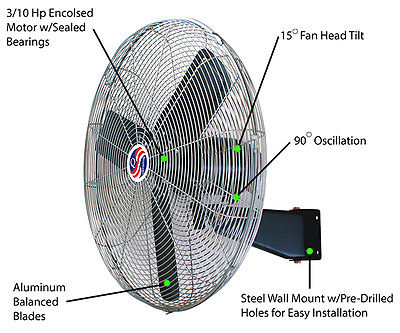 3/10 Hp Encolsed
Motor w/Sealed
Bearings
15° Fan Head Tilt
90° Oscillation
Aluminum
Balanced
Blades
Steel Wall Mount w/Pre-Drilled
Holes for Easy Installation